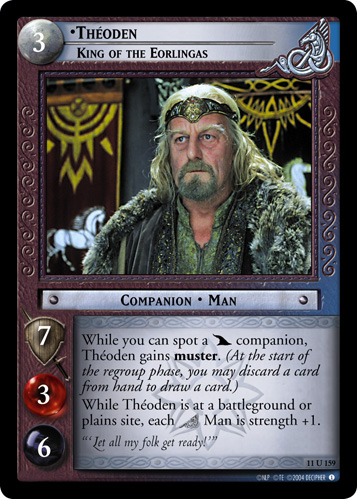 3
•Théoden
King of the Eorlingas
Companion • Man
7
3
6
While you can spot a companion,
Théoden gains muster. (At the start
of the regroup phase, you may discard a card
from hand to draw a card.)
While Théoden is at a battleground or
plains site, each Man is strength +1.
“‘Let all my folk get ready!’”
11 U 159
©NLP ©TE ©2004 DECIPHER